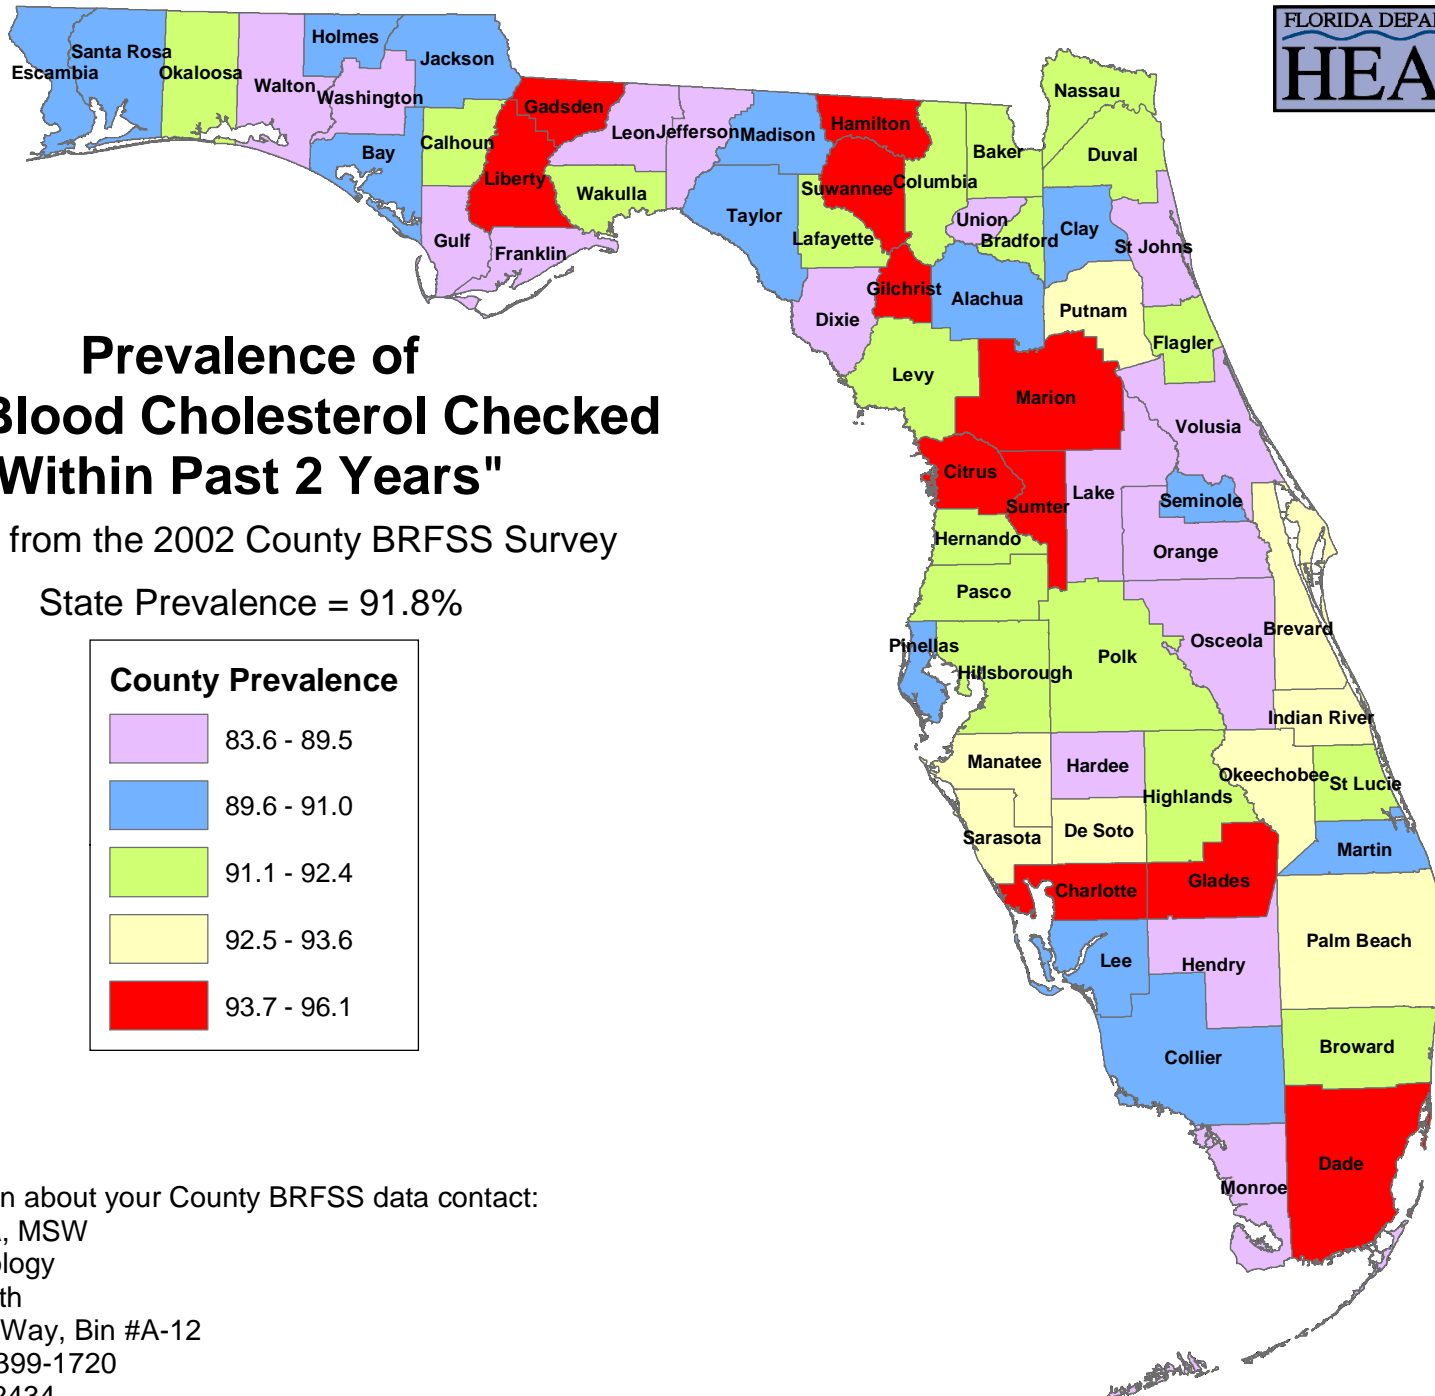 FLORIDA DEPA
HEA
Nassau
Holmes
Santa Rosa
Jackson
Escambia
Okaloosa
Walton
Washington
Gadsden
Hamilton
Leon
Jefferson
Madison
Calhoun
Baker
Duval
Bay
Liberty
Suwannee
Columbia
Wakulla
Taylor
Union
Clay
Gulf
Franklin
Lafayette
Bradford
St Johns
Gilchrist
Alachua
Dixie
Putnam
Flagler
Prevalence of
Blood Cholesterol Checked
Within Past 2 Years"
from the 2002 County BRFSS Survey
State Prevalence = 91.8%
Levy
Marion
Volusia
Citrus
Sumter
Lake
Seminole
Hernando
Orange
Pasco
Pinellas
Hillsborough
Polk
Osceola
Brevard
Indian River
Manatee
Hardee
Okeechobee
St Lucie
Highlands
Sarasota
De Soto
Martin
Charlotte
Glades
Palm Beach
Lee
Hendry
Collier
Broward
Dade
Monroe
County Prevalence
83.6 - 89.5
89.6 - 91.0
91.1 - 92.4
92.5 - 93.6
93.7 - 96.1
n about your County BRFSS data contact:
, MSW
ology
th
Way, Bin #A-12
399-1720
2434